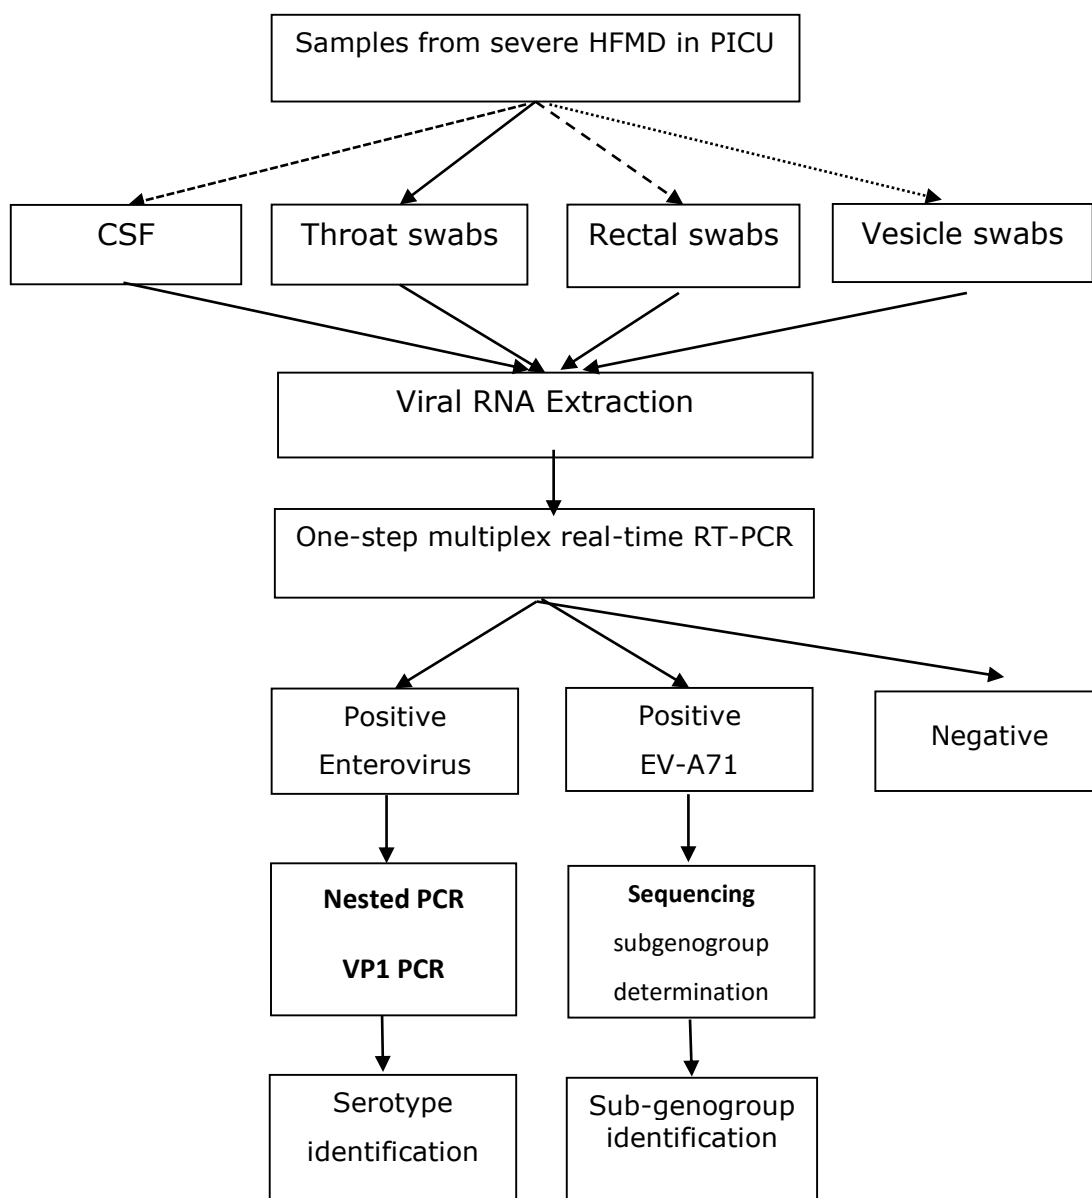 Samples from severe HFMD in PICU
CSF
Throat swabs
Rectal swabs
Vesicle swabs
Viral RNA Extraction
One-step multiplex real-time RT-PCR
Positive
Enterovirus
Positive
EV-A71
Negative
Nested PCR
VP1 PCR
Sequencing
subgenogroup
determination
Serotype
identification
Sub-genogroup
identification